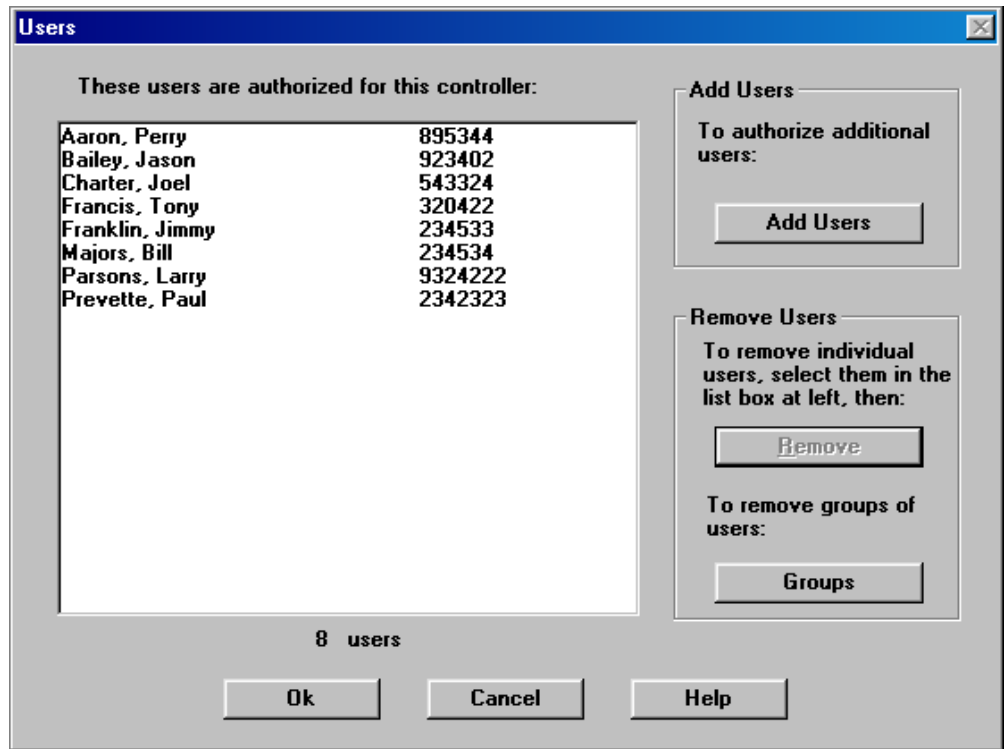 Users
These users are authorized for this controller:
Aaron, Perry 895344
Bailey, Jason 923402
Charter, Joel 543324
Francis, Tony 320422
Franklin, Jimmy 234533
Majors, Bill 234534
Parsons, Larry 9324222
Prevette, Paul 2342323
8 users
Add Users
To authorize additional
users:
Add Users
Remove Users
To remove individual
users, select them in the
list box at left, then:
Remove
To remove groups of
users:
Groups
Ok Cancel Help